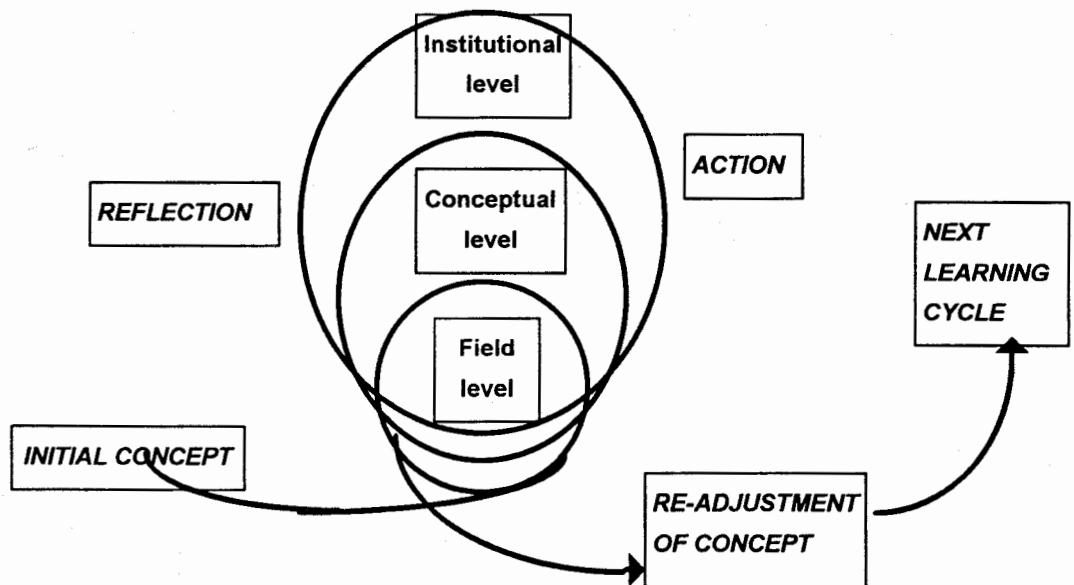 Institutional
level
ACTION
REFLECTION
Conceptual
level
NEXT
LEARNING
CYCLE
Field
level
INITIAL CONCEPT
RE-ADJUSTMENT
OF CONCEPT